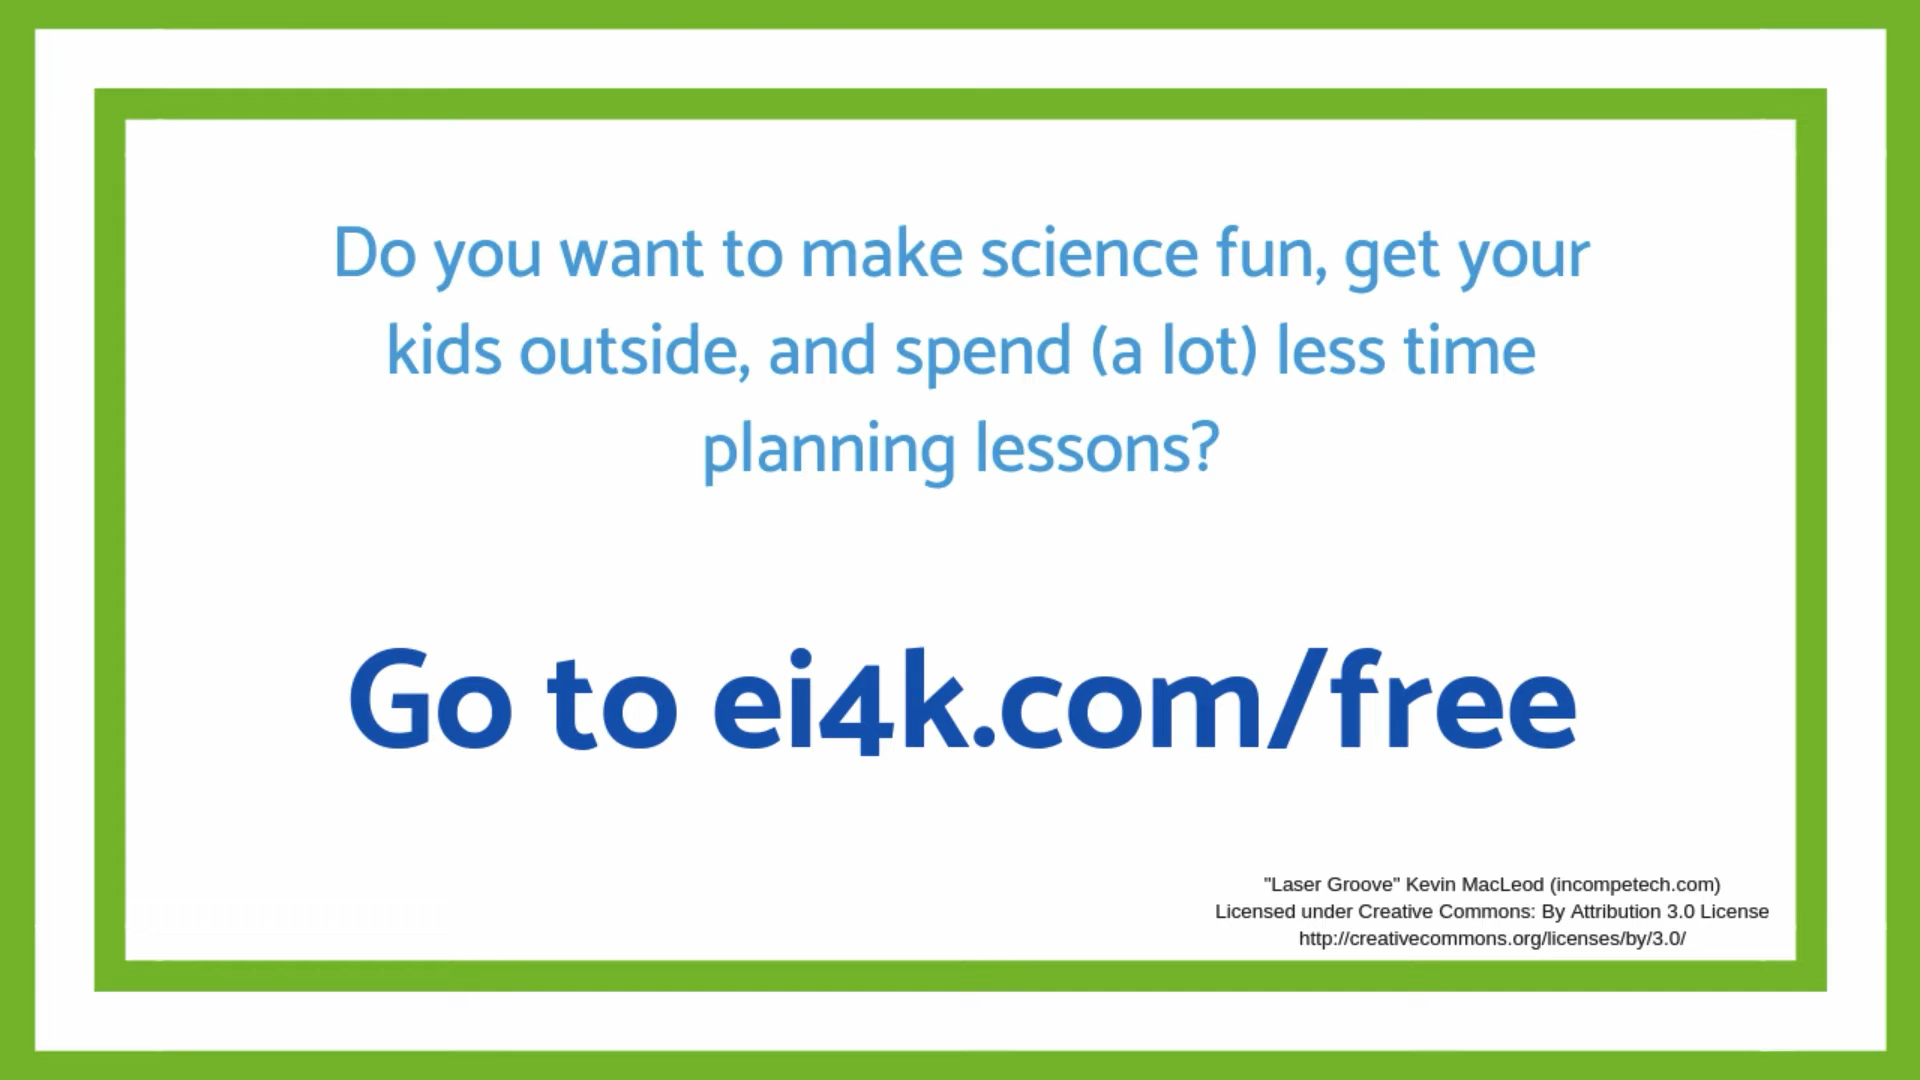 Do you want to make science fun, get your
kids outside, and spend (a lot) less time
planning lessons?
Go to ei4k.com/free
"Laser Groove" Kevin MacLeod (incompetech.com)
Licensed under Creative Commons: By Attribution 3.0 License
http://creativecommons.org/licenses/by/3.0/